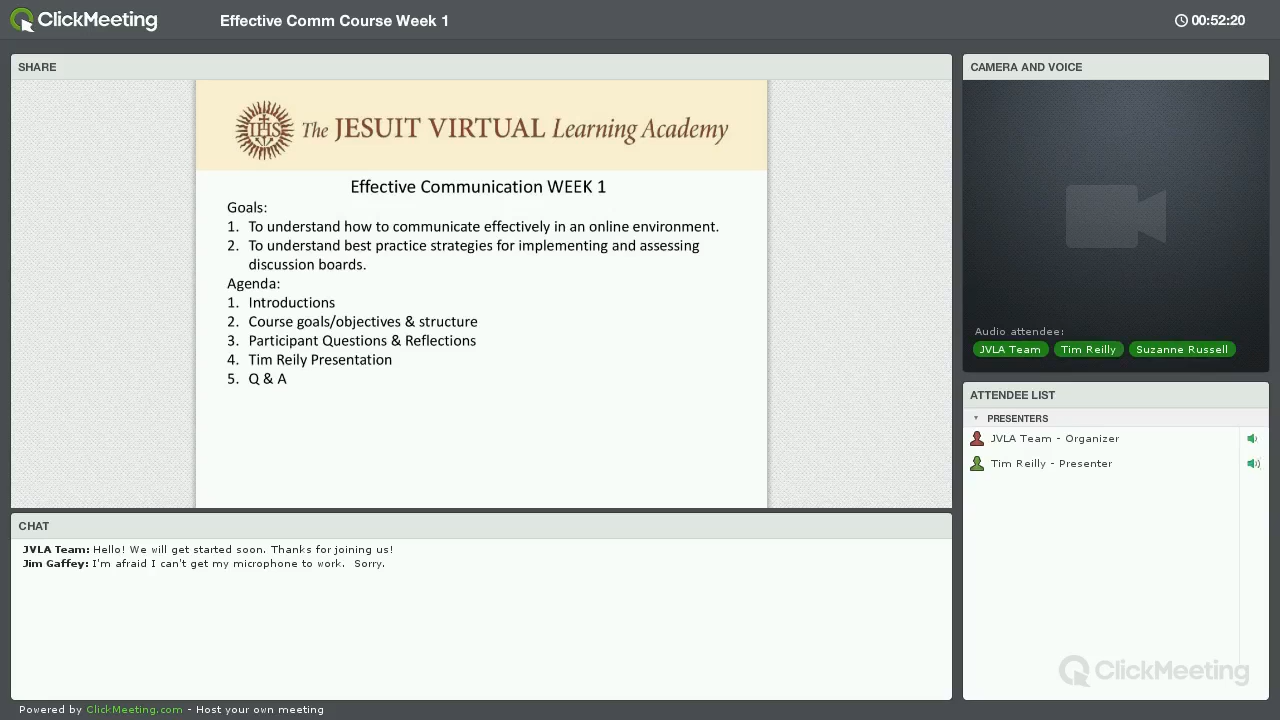 ClickMeeting
Effective Comm Course Week 1
00:52:20
SHARE
IHS
The JESUIT VIRTUAL Learning Academy
Effective Communication WEEK 1
Goals:
1. To understand how to communicate effectively in an online environment.
2. To understand best practice strategies for implementing and assessing
discussion boards.
Agenda:
1. Introductions
2. Course goals/objectives & structure
3. Participant Questions & Reflections
4. Tim Reily Presentation
5. Q & A
CHAT
JVLA Team: Hello! We will get started soon. Thanks for joining us!
Jim Gaffey: I'm afraid I can't get my microphone to work.  Sorry.
CAMERA AND VOICE
Audio attendee:
JVLA Team Tim Reilly Suzanne Russell
ATTENDEE LIST
PRESENTERS
JVLA Team - Organizer
Tim Reilly - Presenter
ClickMeeting
Powered by ClickMeeting.com - Host your own meeting